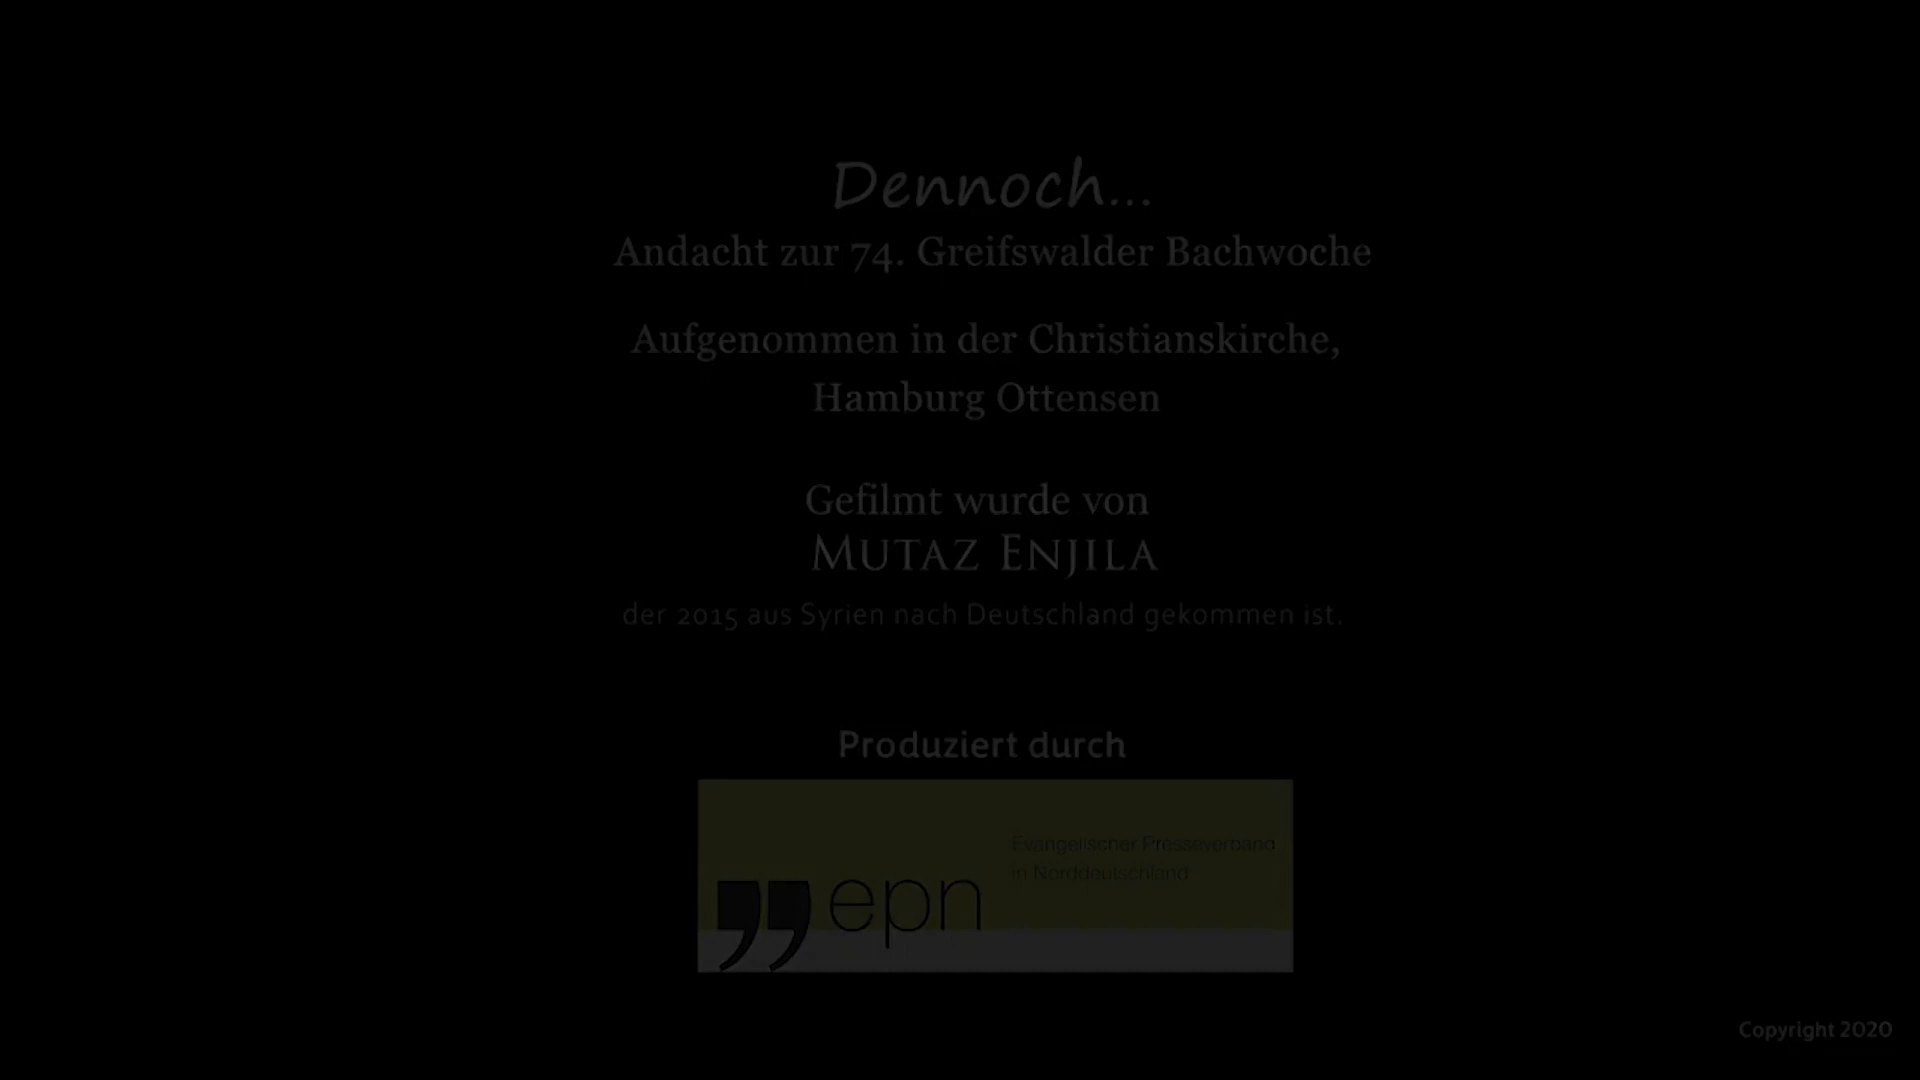 Dennoch...
Andacht zur 74. Greifswalder Bachwoche
Aufgenommen in der Christianskirche,
Hamburg Ottensen
Gefilmt wurde von
MUTAZ ENJILA
der 2015 aus Syrien nach Deutschland gekommen ist.
Produziert durch
Evangelischer Presseverband
in Norddeutschland
epn
Copyright 2020